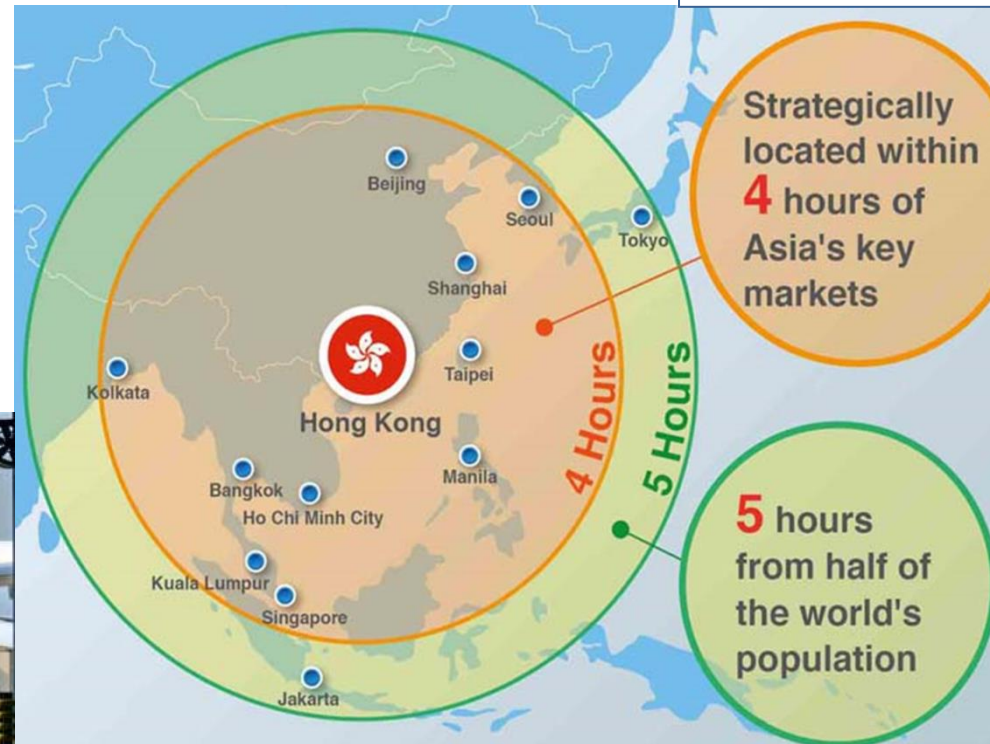 Strategically
located within
4 hours of
Asia's key
markets
Beijing
Seoul
Tokyo
Shanghai
Taipei
Kolkata
Hong Kong
4 Hours
5 Hours
Manila
Bangkok
Ho Chi Minh City
Kuala Lumpur
Singapore
Jakarta
5 hours
from half of
the world's
population